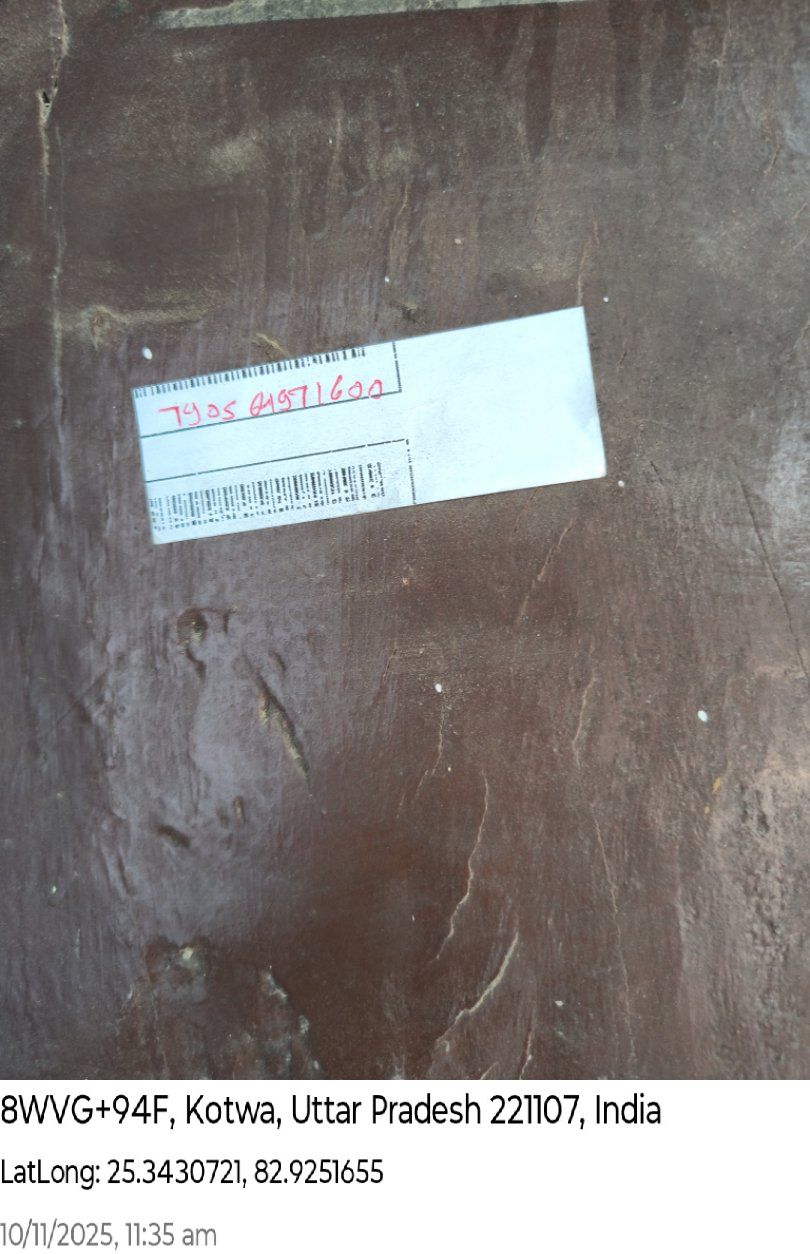 7905
8WVG+94F, Kotwa, Uttar Pradesh 221107, India
LatLong: 25.3430721, 82.9251655
10/11/2025, 11:35 am